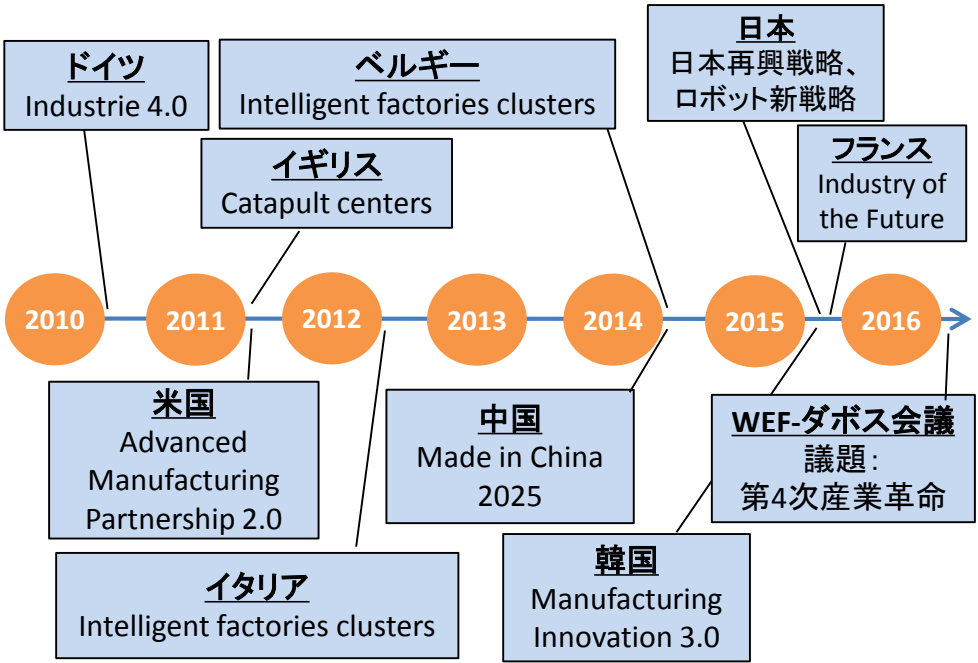 ドイツ
Industrie 4.0
ベルギー
Intelligent factories clusters
日本
日本再興戦略、
ロボット新戦略
イギリス
Catapult centers
フランス
Industry of
the Future
2010
2011
2012
2013
2014
2015
2016
米国
Advanced
Manufacturing
Partnership 2.0
中国
Made in China
2025
WEF-ダボス会議
議題：
第4次産業革命
イタリア
Intelligent factories clusters
韓国
Manufacturing
Innovation 3.0